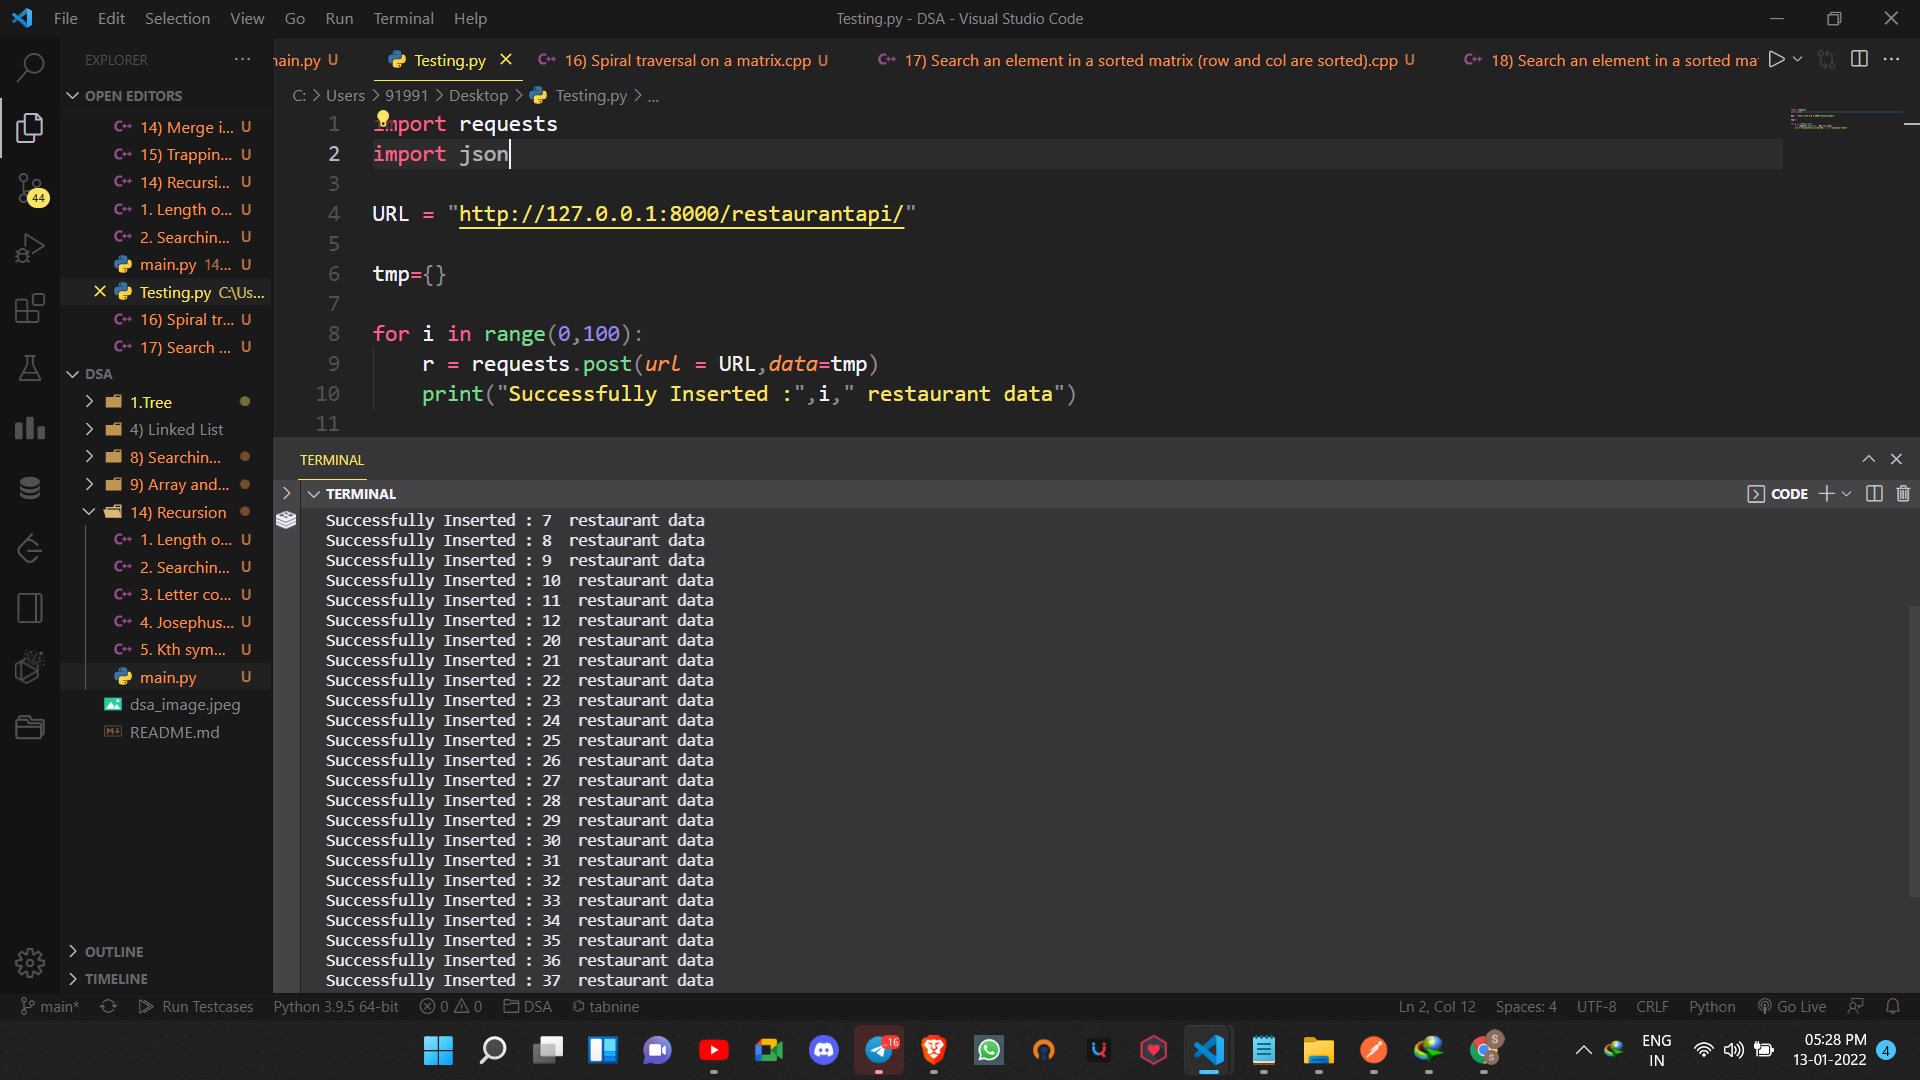 File Edit Selection View Go Run Terminal Help
Testing.py - DSA - Visual Studio Code
EXPLORER
OPEN EDITORS
14) Merge i... U
15) Trappin... U
14) Recursi... U
1. Length o... U
2. Searchin... U
main.py 14... U
Testing.py C:\Us...
16) Spiral tr... U
17) Search ... U
DSA
1.Tree
4) Linked List
8) Searchin...
9) Array and...
14) Recursion
1. Length o... U
2. Searchin... U
3. Letter co... U
4. Josephus... U
5. Kth sym... U
main.py U
dsa_image.jpeg
README.md
OUTLINE
TIMELINE
44
nain.py U
Testing.py
16) Spiral traversal on a matrix.cpp U
17) Search an element in a sorted matrix (row and col are sorted).cpp U
18) Search an element in a sorted ma
C: > Users > 91991 > Desktop > Testing.py > ...
1 import requests
2 import json
3
4 URL = "http://127.0.0.1:8000/restaurantapi/"
5
6 tmp={}
7
8 for i in range(0,100):
9 r = requests.post(url = URL,data=tmp)
10 print("Successfully Inserted :",i," restaurant data")
11
TERMINAL
TERMINAL
CODE
Successfully Inserted : 7  restaurant data
Successfully Inserted : 8  restaurant data
Successfully Inserted : 9  restaurant data
Successfully Inserted : 10  restaurant data
Successfully Inserted : 11  restaurant data
Successfully Inserted : 12  restaurant data
Successfully Inserted : 20  restaurant data
Successfully Inserted : 21  restaurant data
Successfully Inserted : 22  restaurant data
Successfully Inserted : 23  restaurant data
Successfully Inserted : 24  restaurant data
Successfully Inserted : 25  restaurant data
Successfully Inserted : 26  restaurant data
Successfully Inserted : 27  restaurant data
Successfully Inserted : 28  restaurant data
Successfully Inserted : 29  restaurant data
Successfully Inserted : 30  restaurant data
Successfully Inserted : 31  restaurant data
Successfully Inserted : 32  restaurant data
Successfully Inserted : 33  restaurant data
Successfully Inserted : 34  restaurant data
Successfully Inserted : 35  restaurant data
Successfully Inserted : 36  restaurant data
Successfully Inserted : 37  restaurant data
main* Run Testcases Python 3.9.5 64-bit 0 0 DSA tabnine
Ln 2, Col 12 Spaces: 4 UTF-8 CRLF Python Go Live
..16
S
S
ENG
IN
05:28 PM
13-01-2022
4